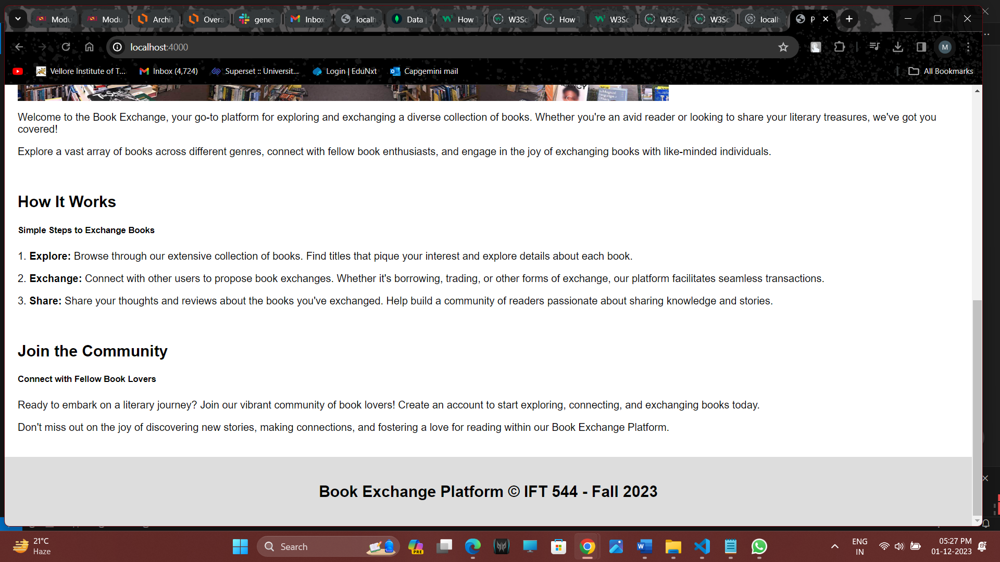 Modu
Modu
Archit
Overa
gener
Inbox
localh
Data |
How T
W3Sc
How T
W3Sc
W3Sc
W3Sc
localh
P
localhost:4000
M
Vellore Institute of T...
Inbox (4,724)
Superset :: Universit...
Login | EduNxt
Capgemini mail
All Bookmarks
Welcome to the Book Exchange, your go-to platform for exploring and exchanging a diverse collection of books. Whether you're an avid reader or looking to share your literary treasures, we've got you
covered!
Explore a vast array of books across different genres, connect with fellow book enthusiasts, and engage in the joy of exchanging books with like-minded individuals.
How It Works
Simple Steps to Exchange Books
1. Explore: Browse through our extensive collection of books. Find titles that pique your interest and explore details about each book.
2. Exchange: Connect with other users to propose book exchanges. Whether it's borrowing, trading, or other forms of exchange, our platform facilitates seamless transactions.
3. Share: Share your thoughts and reviews about the books you've exchanged. Help build a community of readers passionate about sharing knowledge and stories.
Join the Community
Connect with Fellow Book Lovers
Ready to embark on a literary journey? Join our vibrant community of book lovers! Create an account to start exploring, connecting, and exchanging books today.
Don't miss out on the joy of discovering new stories, making connections, and fostering a love for reading within our Book Exchange Platform.
Book Exchange Platform © IFT 544 - Fall 2023
21°C
Haze
Search
PRE
ENG
IN
05:27 PM
01-12-2023